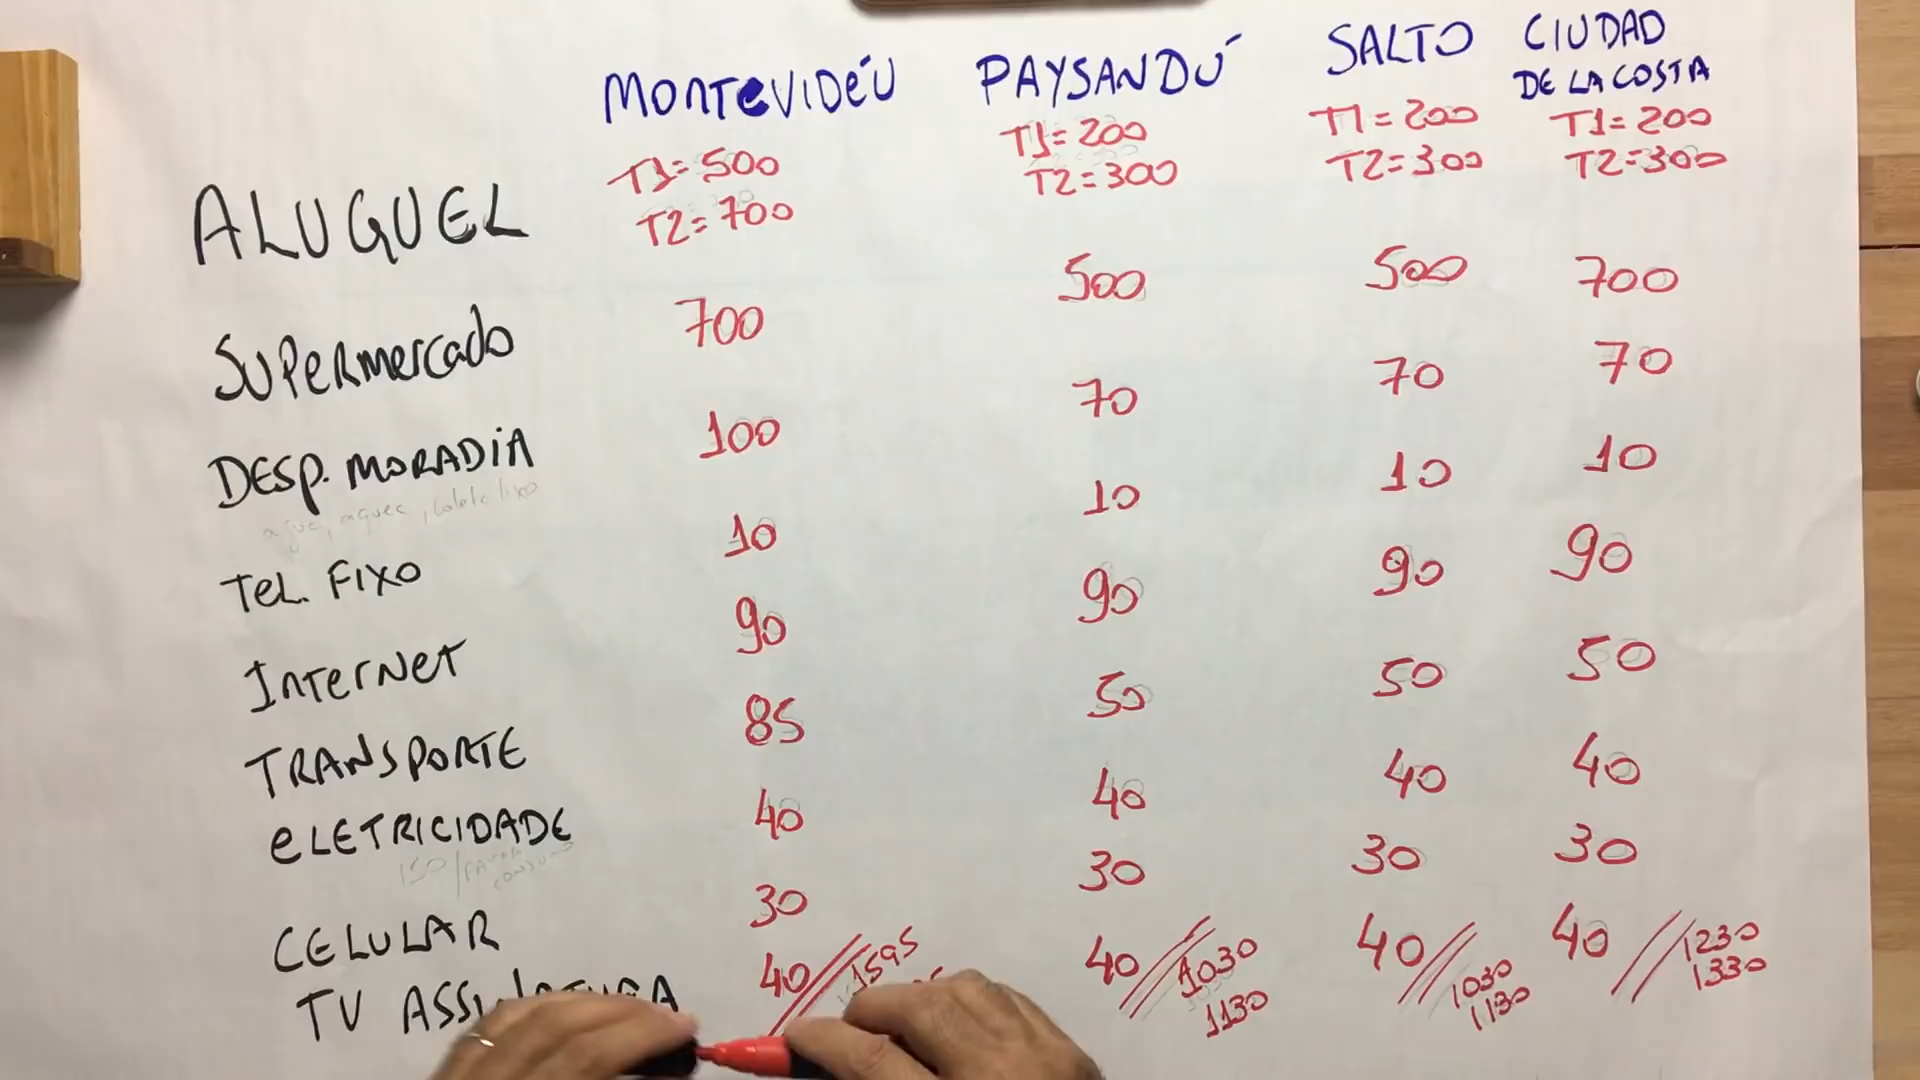 MONTEVIDÉU PAYSANDÚ SALTO CIUDAD
DE LA COSTA
ALUGUEL T1=500 T1=200 T1=200 T1=200
T2=700 T2=300 T2=300 T2=300
SUPERMERCADO 700 500 500 700
DESP. MORADIA 100 70 70 70
TEL. FIXO 10 10 10 10
INTERNET 90 90 90 90
TRANSPORTE 85 50 50 50
ELETRICIDADE 40 40 40 40
CELULAR 30 30 30 30
TV 40 // 1595 40 // 1030 40 // 1030 40 // 1230
1130 1130 1330